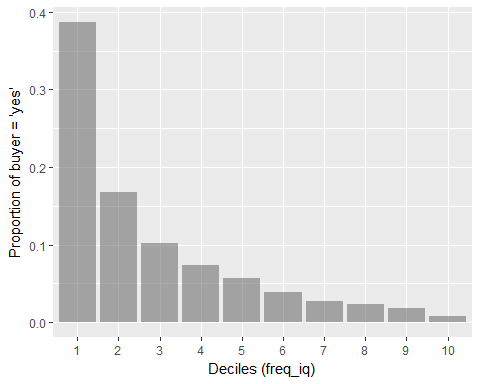 Proportion of buyer = 'yes'
0.4
0.3
0.2
0.1
0.0
1 2 3 4 5 6 7 8 9 10
Deciles (freq_iq)